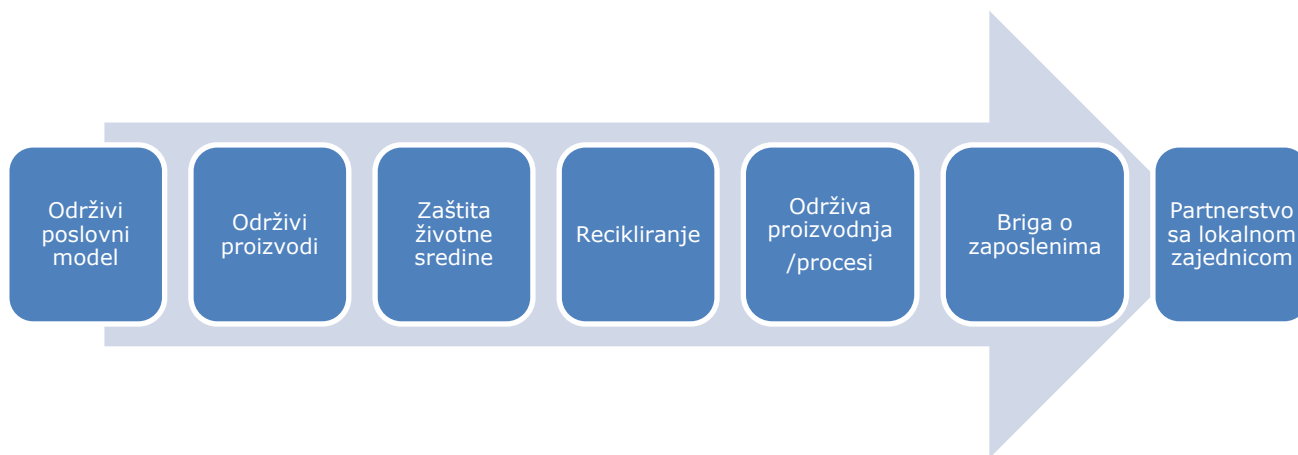 Održivi
poslovni
model
Održivi
proizvodi
Zaštita
životne
sredine
Recikliranje
Održiva
proizvodnja
/procesi
Briga o
zaposlenima
Partnerstvo
sa lokalnom
zajednicom